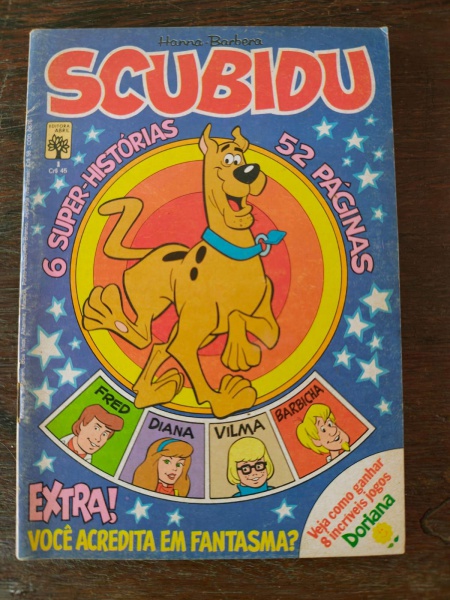 Hanna-Barbera
SCUBIDU
EDITORA
ABRIL
1
Cr$ 45
6 SUPER-HISTÓRIAS
52 PÁGINAS
FRED
DIANA
VILMA
BARBICHA
EXTRA!
VOCÊ ACREDITA EM FANTASMA?
Veja como ganhar
8 incríveis jogos
Doriana